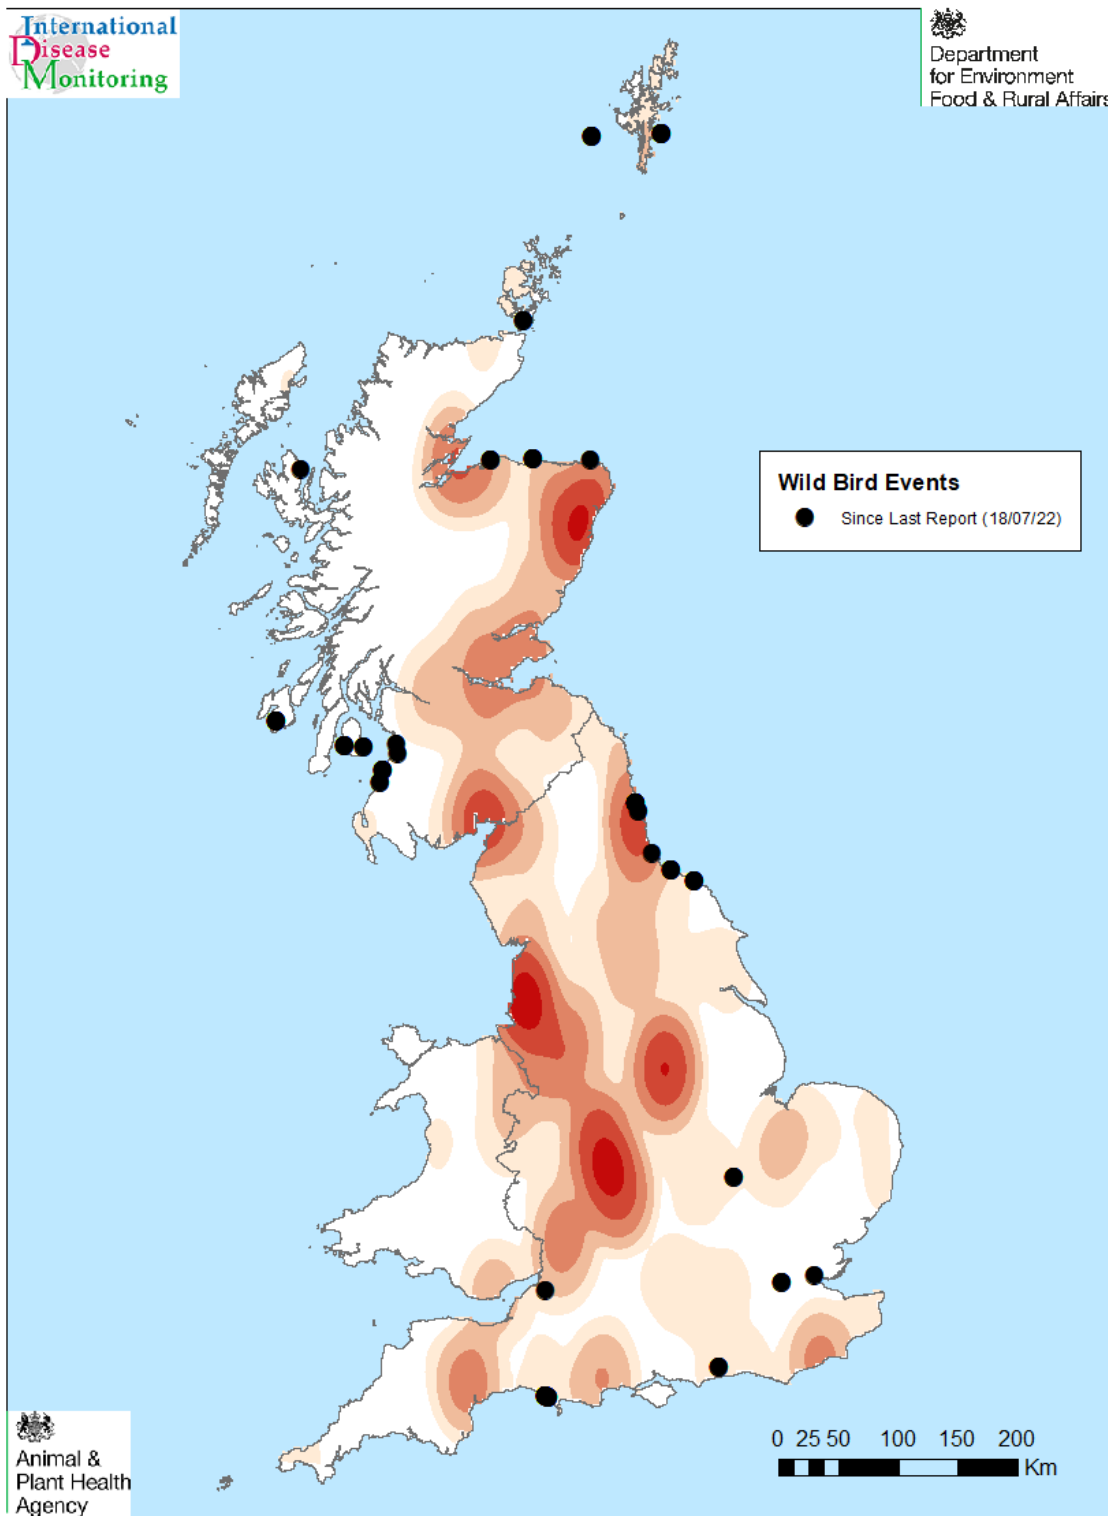 International
Disease
Monitoring
Department
for Environment
Food & Rural Affairs
Wild Bird Events
Since Last Report (18/07/22)
0 25 50 100 150 200
Km
Animal &
Plant Health
Agency